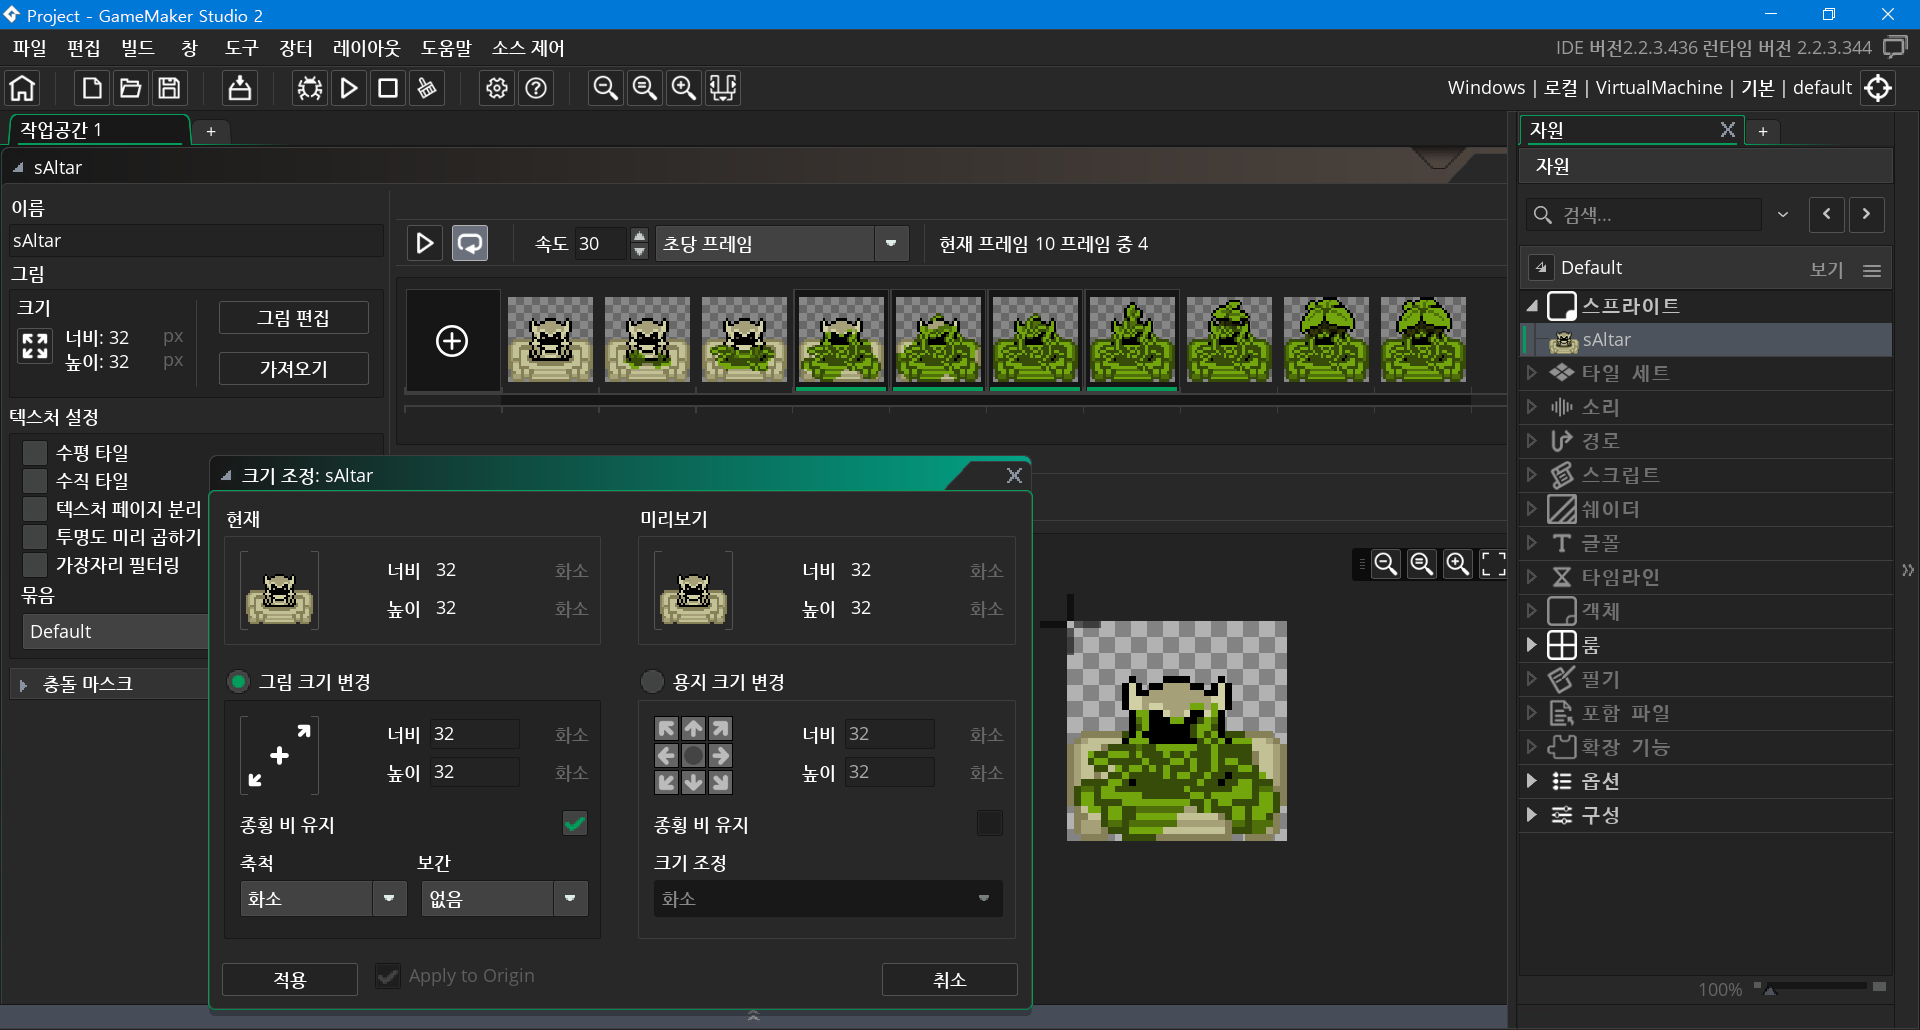 Project - GameMaker Studio 2
파일 편집 빌드 창 도구 장터 레이아웃 도움말 소스 제어
IDE 버전2.2.3.436 런타임 버전 2.2.3.344
Windows | 로컬 | VirtualMachine | 기본 | default
작업공간 1
+
sAltar
이름
sAltar
그림
크기
너비: 32 px
높이: 32 px
그림 편집
가져오기
텍스처 설정
수평 타일
수직 타일
텍스처 페이지 분리
투명도 미리 곱하기
가장자리 필터링
묶음
Default
충돌 마스크
속도 30
초당 프레임
현재 프레임 10 프레임 중 4
크기 조정: sAltar
현재
너비 32 화소
높이 32 화소
미리보기
너비 32 화소
높이 32 화소
그림 크기 변경
너비 32 화소
높이 32 화소
종횡 비 유지
축척 보간
화소 없음
용지 크기 변경
너비 32 화소
높이 32 화소
종횡 비 유지
크기 조정
화소
적용
Apply to Origin
취소
자원
X
+
자원
검색...
Default
보기
스프라이트
sAltar
타일 세트
소리
경로
스크립트
쉐이더
글꼴
타임라인
객체
룸
필기
포함 파일
확장 기능
옵션
구성
100%